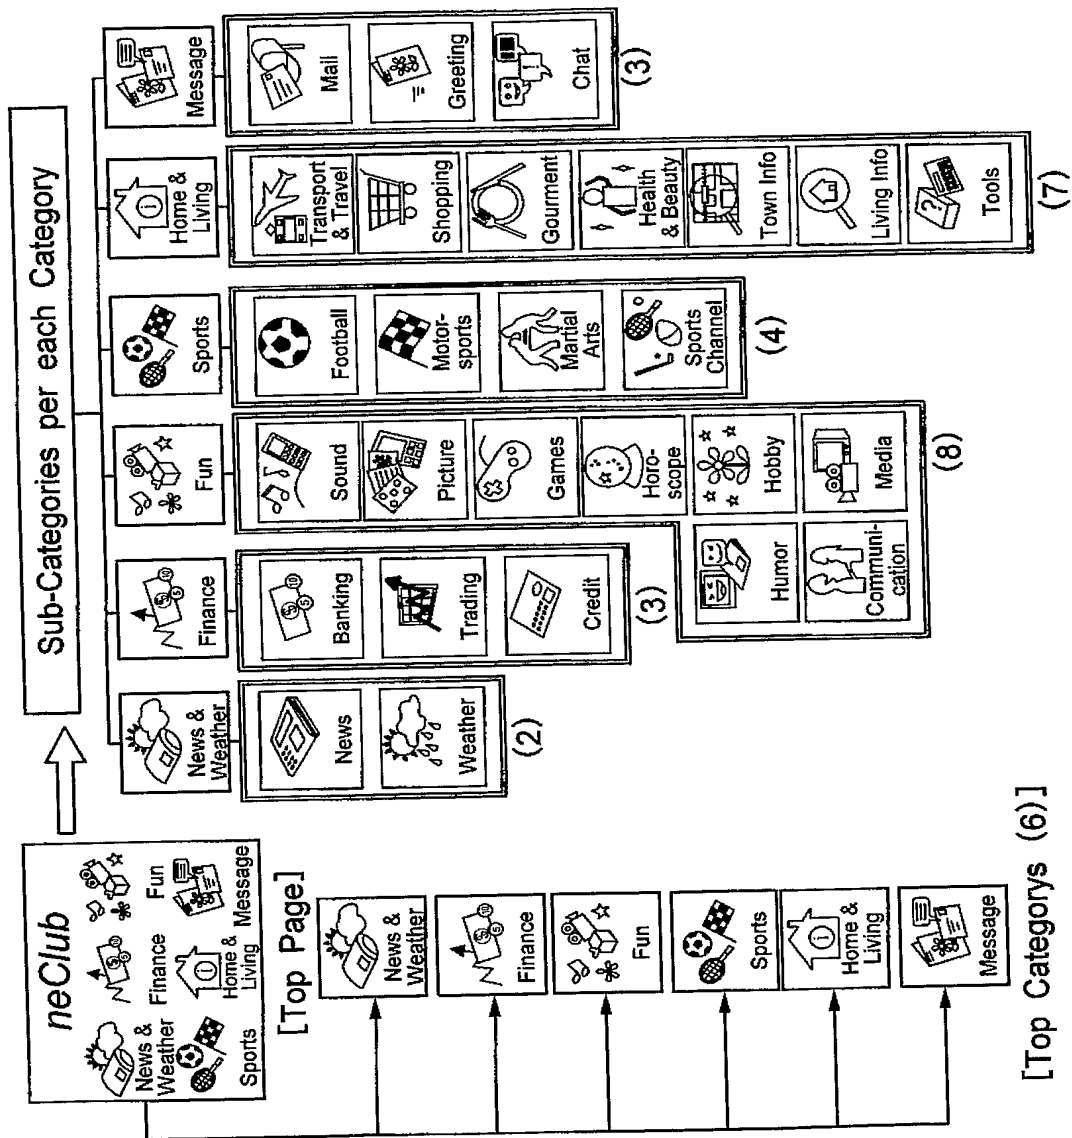 neClub
News &
Weather
Finance
Fun
Sports
Home &
Living
Message
[Top Page]
News &
Weather
Finance
Fun
Sports
Home &
Living
Message
[Top Categorys (6)]
Sub-Categories per each Category
News &
Weather
News
Weather
(2)
Finance
Banking
Trading
Credit
(3)
Fun
Sound
Picture
Games
Horo-
scope
Hobby
Media
Humor
Communi-
cation
(8)
Sports
Football
Motor-
sports
Martial
Arts
Sports
Channel
(4)
Home &
Living
Transport
& Travel
Shopping
Gourment
Health
& Beauty
Town Info
Living Info
Tools
(7)
Message
Mail
Greeting
Chat
(3)